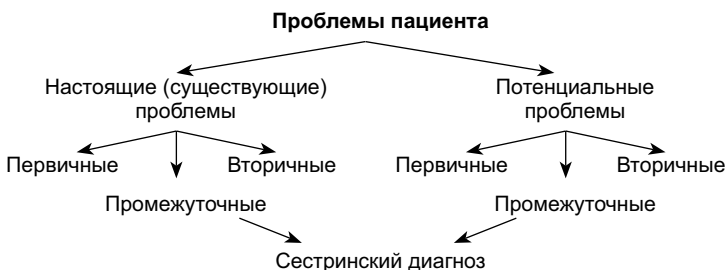 Проблемы пациента
Настоящие (существующие)
проблемы
Потенциальные
проблемы
Первичные
Вторичные
Первичные
Вторичные
Промежуточные
Промежуточные
Сестринский диагноз